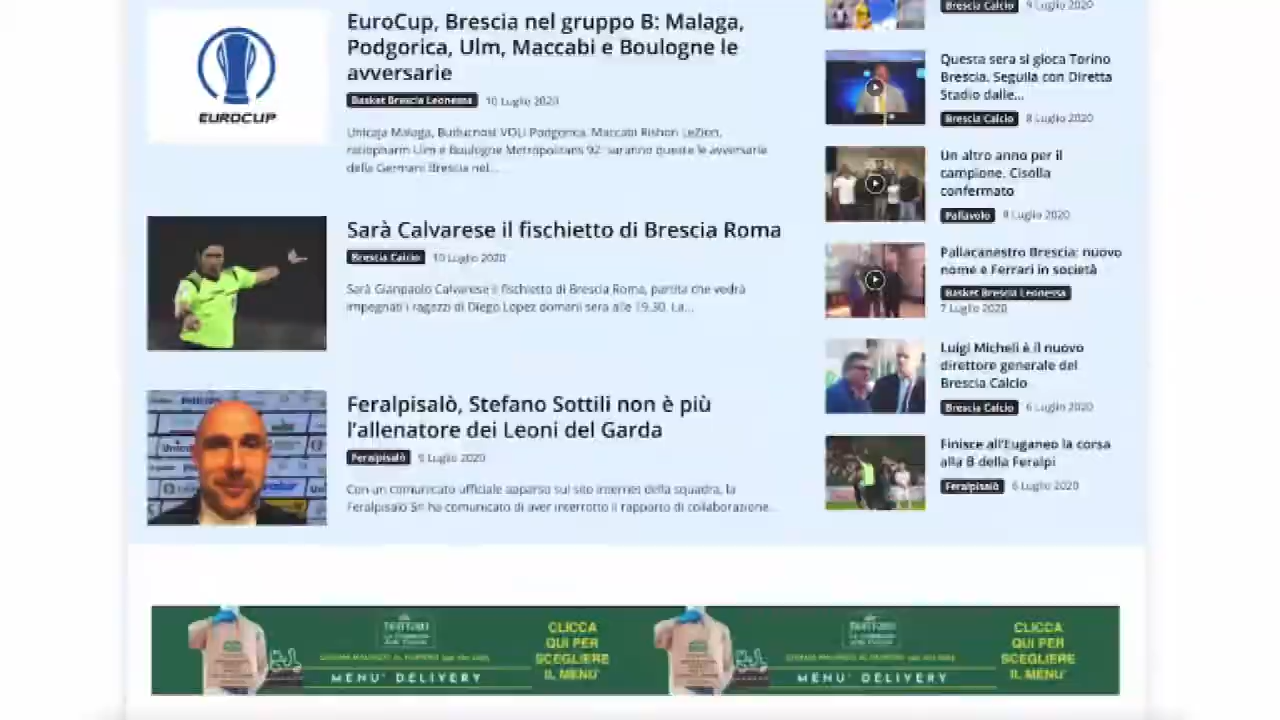 EuroCup, Brescia nel gruppo B: Malaga,
Podgorica, Ulm, Maccabi e Boulogne le
avversarie
Basket Brescia Leonessa 10 Luglio 2020
Unicaja Malaga, Buducnost VOLI Podgorica, Maccabi Rishon LeZion,
ratiopharm Ulm e Boulogne Metropolitans 92: saranno queste le avversarie
della Germani Brescia nel...
EUROCUP
Sarà Calvarese il fischietto di Brescia Roma
Brescia Calcio 10 Luglio 2020
Sarà Gianpaolo Calvarese il fischietto di Brescia Roma, partita che vedrà
impegnati i ragazzi di Diego Lopez domani sera alle 19.30. La...
Feralpisalò, Stefano Sottili non è più
l'allenatore dei Leoni del Garda
Feralpisalò 9 Luglio 2020
Con un comunicato ufficiale apparso sul sito internet della squadra, la
Feralpisalò Srl ha comunicato di aver interrotto il rapporto di collaborazione...
Brescia Calcio 9 Luglio 2020
Questa sera si gioca Torino
Brescia. Seguila con Diretta
Stadio dalle...
Brescia Calcio 8 Luglio 2020
Un altro anno per il
campione. Cisolla
confermato
Pallavolo 8 Luglio 2020
Pallacanestro Brescia: nuovo
nome e Ferrari in società
Basket Brescia Leonessa
7 Luglio 2020
Luigi Micheli è il nuovo
direttore generale del
Brescia Calcio
Brescia Calcio 6 Luglio 2020
Finisce all'Euganeo la corsa
alla B della Feralpi
Feralpisalò 6 Luglio 2020
CLICCA
QUI PER
SCEGLIERE
IL MENU'
MENU' DELIVERY
CLICCA
QUI PER
SCEGLIERE
IL MENU'
MENU' DELIVERY